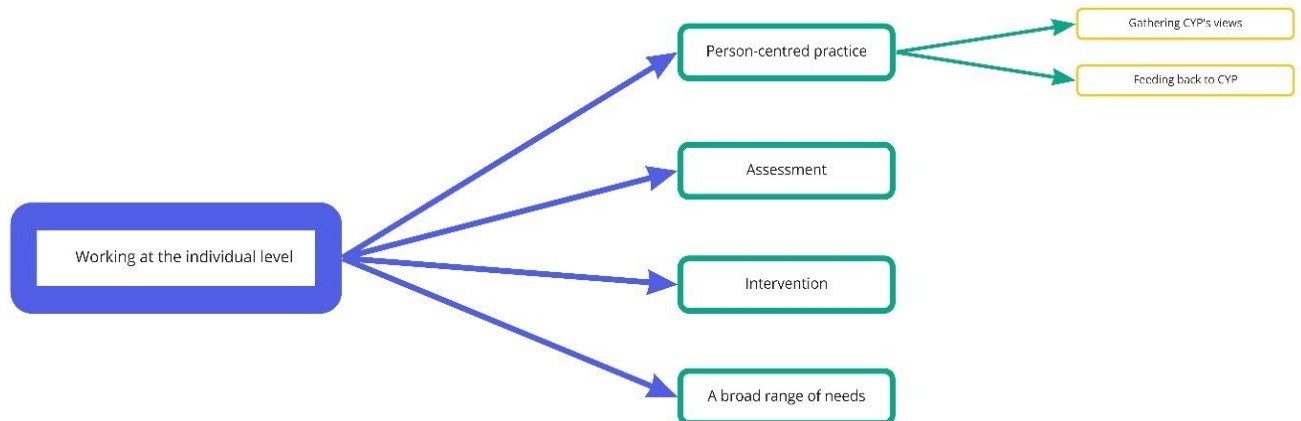 Working at the individual level
Person-centred practice
Gathering CYP's views
Feeding back to CYP
Assessment
Intervention
A broad range of needs